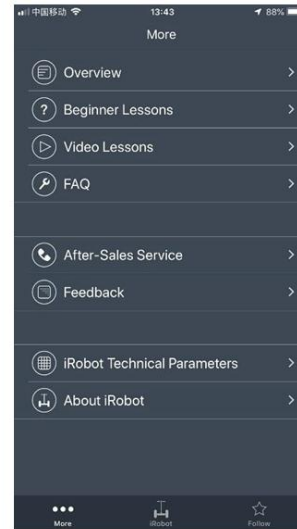 中国移动 13:43 88%
More
Overview
? Beginner Lessons
Video Lessons
FAQ
After-Sales Service
Feedback
iRobot Technical Parameters
About iRobot
More iRobot Follow